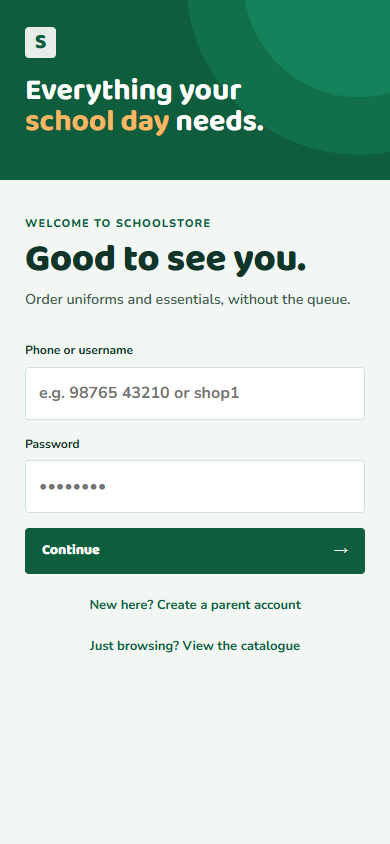 S
Everything your
school day needs.
WELCOME TO SCHOOLSTORE
Good to see you.
Order uniforms and essentials, without the queue.
Phone or username
e.g. 98765 43210 or shop1
Password
••••••••
Continue →
New here? Create a parent account
Just browsing? View the catalogue